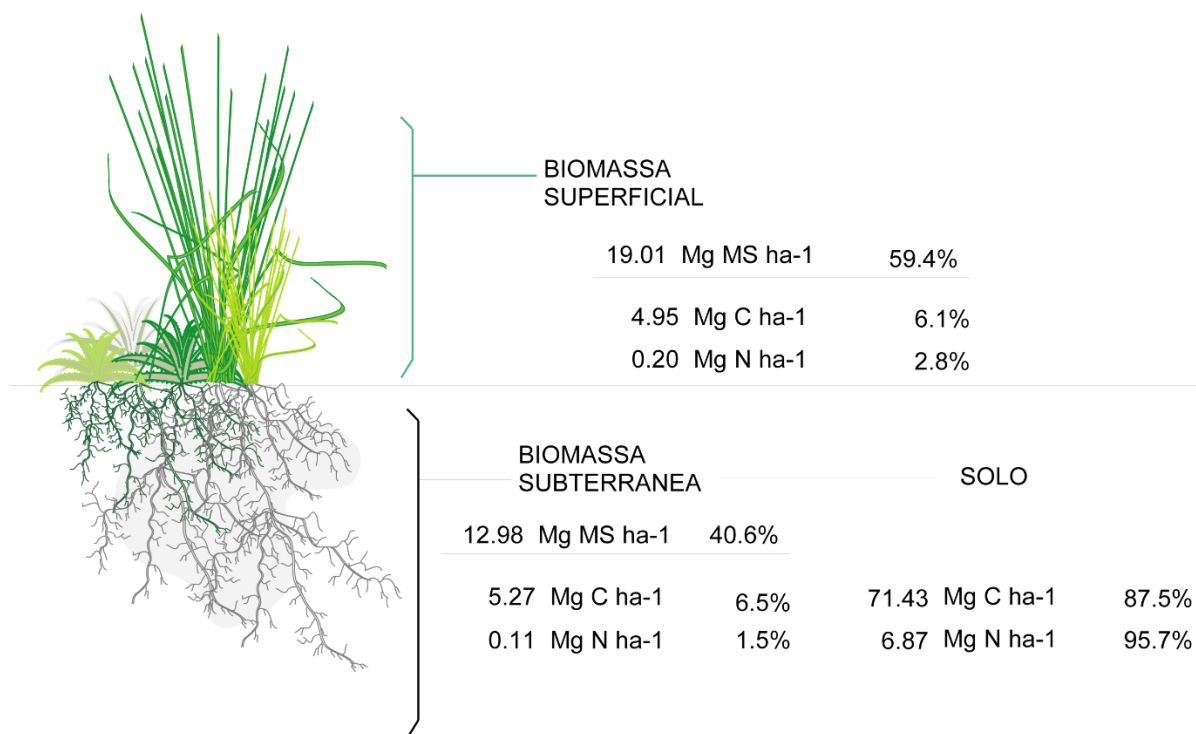 BIOMASSA
SUPERFICIAL
19.01 Mg MS ha-1 59.4%
4.95 Mg C ha-1 6.1%
0.20 Mg N ha-1 2.8%
BIOMASSA
SUBTERRANEA
SOLO
12.98 Mg MS ha-1 40.6%
5.27 Mg C ha-1 6.5% 71.43 Mg C ha-1 87.5%
0.11 Mg N ha-1 1.5% 6.87 Mg N ha-1 95.7%